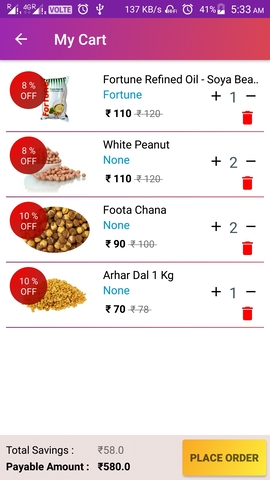 R 4GR VOLTE 137 KB/s 41% 5:33 AM
My Cart
8 % OFF
Fortune
Fortune Refined Oil - Soya Bea..
Fortune
₹ 110 ₹ 120
+ 1 −
8 % OFF
White Peanut
None
₹ 110 ₹ 120
+ 2 −
10 % OFF
Foota Chana
None
₹ 90 ₹ 100
+ 2 −
10 % OFF
Arhar Dal 1 Kg
None
₹ 70 ₹ 78
+ 1 −
Total Savings : ₹58.0
Payable Amount : ₹580.0
PLACE ORDER